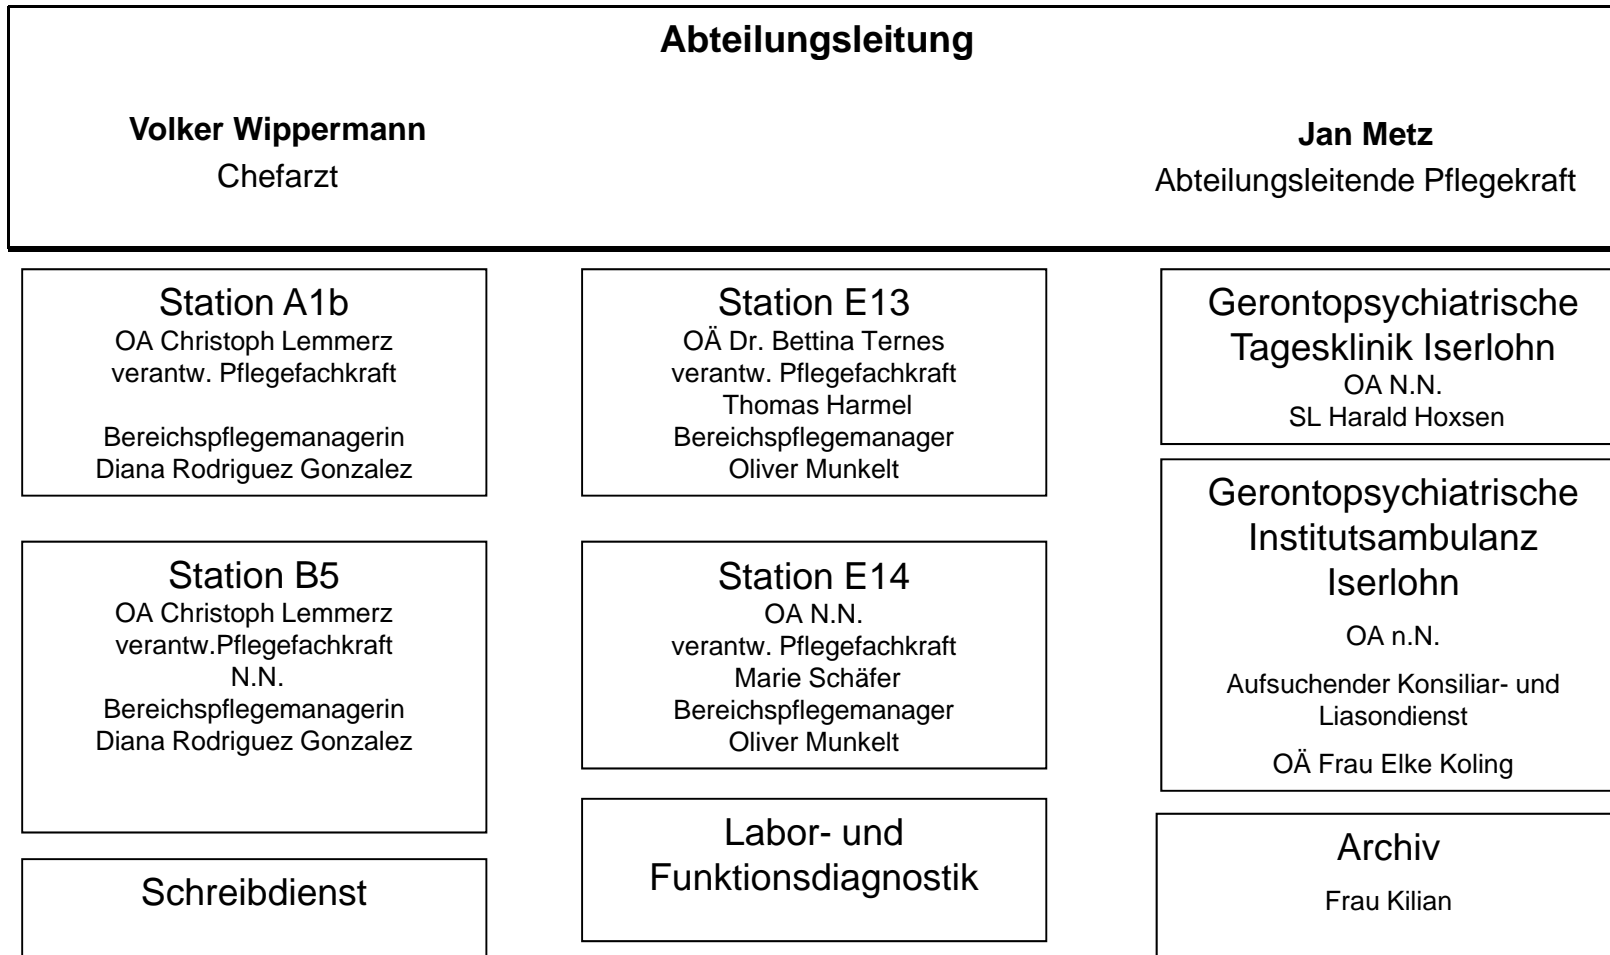 Abteilungsleitung
Volker Wippermann
Chefarzt
Jan Metz
Abteilungsleitende Pflegekraft
Station A1b
OA Christoph Lemmerz
verantw. Pflegefachkraft
Bereichspflegemanagerin
Diana Rodriguez Gonzalez
Station E13
OÄ Dr. Bettina Ternes
verantw. Pflegefachkraft
Thomas Harmel
Bereichspflegemanager
Oliver Munkelt
Gerontopsychiatrische
Tagesklinik Iserlohn
OA N.N.
SL Harald Hoxsen
Station B5
OA Christoph Lemmerz
verantw.Pflegefachkraft
N.N.
Bereichspflegemanagerin
Diana Rodriguez Gonzalez
Station E14
OA N.N.
verantw. Pflegefachkraft
Marie Schäfer
Bereichspflegemanager
Oliver Munkelt
Gerontopsychiatrische
Institutsambulanz
Iserlohn
OA n.N.
Aufsuchender Konsiliar- und
Liasondienst
OÄ Frau Elke Koling
Schreibdienst
Labor- und
Funktionsdiagnostik
Archiv
Frau Kilian